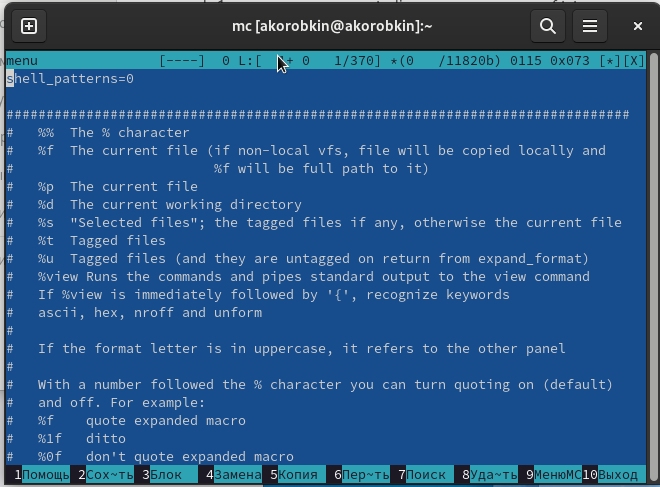 mc [akorobkin@akorobkin]:~
menu [----] 0 L:[ + 0 1/370] *(0 /11820b) 0115 0x073 [*][X]
shell_patterns=0
##############################################################################
# %% The % character
# %f The current file (if non-local vfs, file will be copied locally and
# %f will be full path to it)
# %p The current file
# %d The current working directory
# %s "Selected files"; the tagged files if any, otherwise the current file
# %t Tagged files
# %u Tagged files (and they are untagged on return from expand_format)
# %view Runs the commands and pipes standard output to the view command
# If %view is immediately followed by '{', recognize keywords
# ascii, hex, nroff and unform
#
# If the format letter is in uppercase, it refers to the other panel
#
# With a number followed the % character you can turn quoting on (default)
# and off. For example:
# %f quote expanded macro
# %1f ditto
# %0f don't quote expanded macro
1Помощь 2Сох~ть 3Блок 4Замена 5Копия 6Пер~ть 7Поиск 8Уда~ть 9МенюMC 10Выход